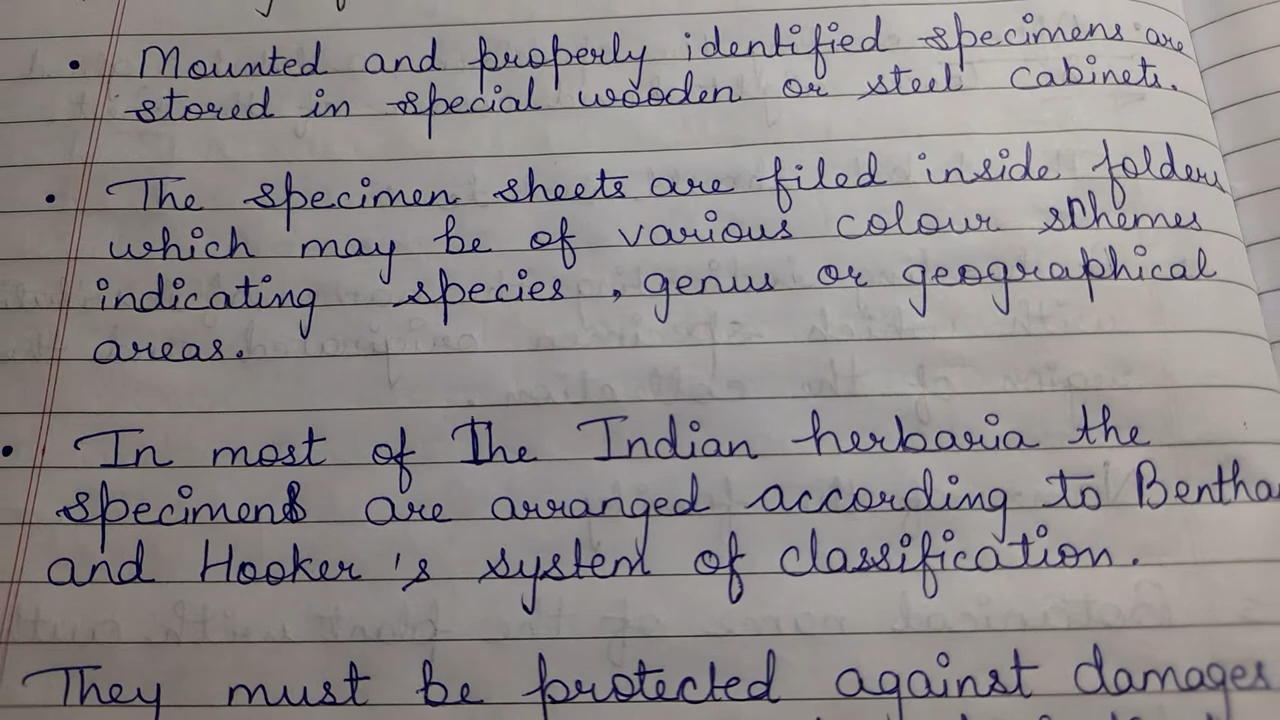 • Mounted and properly identified specimens are
stored in special wooden or steel cabinets.
• The specimen sheets are filed inside folders
which may be of various colour schemes
indicating species, genus or geographical
areas.
• In most of the Indian herbaria the
specimens are arranged according to Bentha
and Hooker's system of classification.
They must be protected against damages